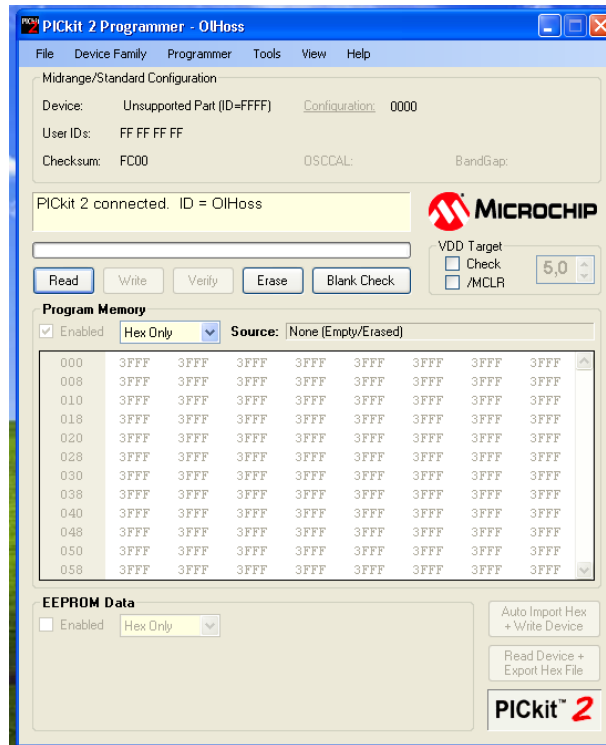 PICkit 2 Programmer - OlHoss
File Device Family Programmer Tools View Help
Midrange/Standard Configuration
Device: Unsupported Part (ID=FFFF) Configuration: 0000
User IDs: FF FF FF FF
Checksum: FC00 OSCCAL: BandGap:
PICkit 2 connected. ID = OlHoss
MICROCHIP
VDD Target
Check
/MCLR
5,0
Read Write Verify Erase Blank Check
Program Memory
Enabled Hex Only Source: None (Empty/Erased)
000 3FFF 3FFF 3FFF 3FFF 3FFF 3FFF 3FFF 3FFF
008 3FFF 3FFF 3FFF 3FFF 3FFF 3FFF 3FFF 3FFF
010 3FFF 3FFF 3FFF 3FFF 3FFF 3FFF 3FFF 3FFF
018 3FFF 3FFF 3FFF 3FFF 3FFF 3FFF 3FFF 3FFF
020 3FFF 3FFF 3FFF 3FFF 3FFF 3FFF 3FFF 3FFF
028 3FFF 3FFF 3FFF 3FFF 3FFF 3FFF 3FFF 3FFF
030 3FFF 3FFF 3FFF 3FFF 3FFF 3FFF 3FFF 3FFF
038 3FFF 3FFF 3FFF 3FFF 3FFF 3FFF 3FFF 3FFF
040 3FFF 3FFF 3FFF 3FFF 3FFF 3FFF 3FFF 3FFF
048 3FFF 3FFF 3FFF 3FFF 3FFF 3FFF 3FFF 3FFF
050 3FFF 3FFF 3FFF 3FFF 3FFF 3FFF 3FFF 3FFF
058 3FFF 3FFF 3FFF 3FFF 3FFF 3FFF 3FFF 3FFF
EEPROM Data
Enabled Hex Only
Auto Import Hex
+ Write Device
Read Device +
Export Hex File
PICkit™ 2